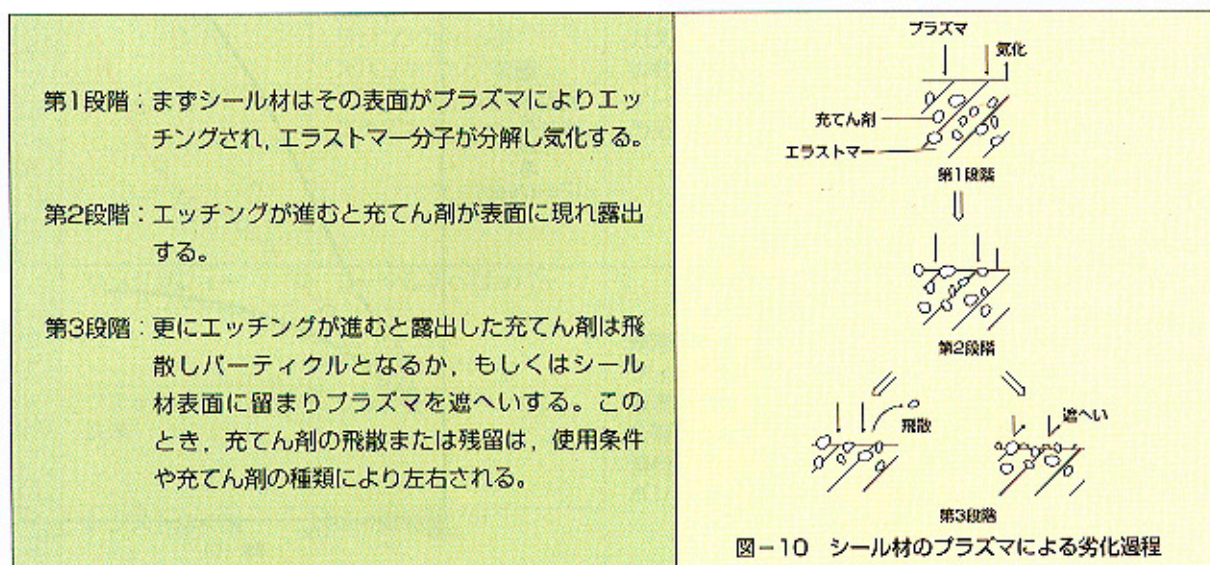 第1段階：まずシール材はその表面がプラズマによりエッ
チングされ，エラストマー分子が分解し気化する。
第2段階：エッチングが進むと充てん剤が表面に現れ露出
する。
第3段階：更にエッチングが進むと露出した充てん剤は飛
散しパーティクルとなるか，もしくはシール
材表面に留まりプラズマを遮へいする。この
とき，充てん剤の飛散または残留は，使用条件
や充てん剤の種類により左右される。
プラズマ
気化
充てん剤
エラストマー
第1段階
第2段階
飛散
遮へい
第3段階
図－10　シール材のプラズマによる劣化過程